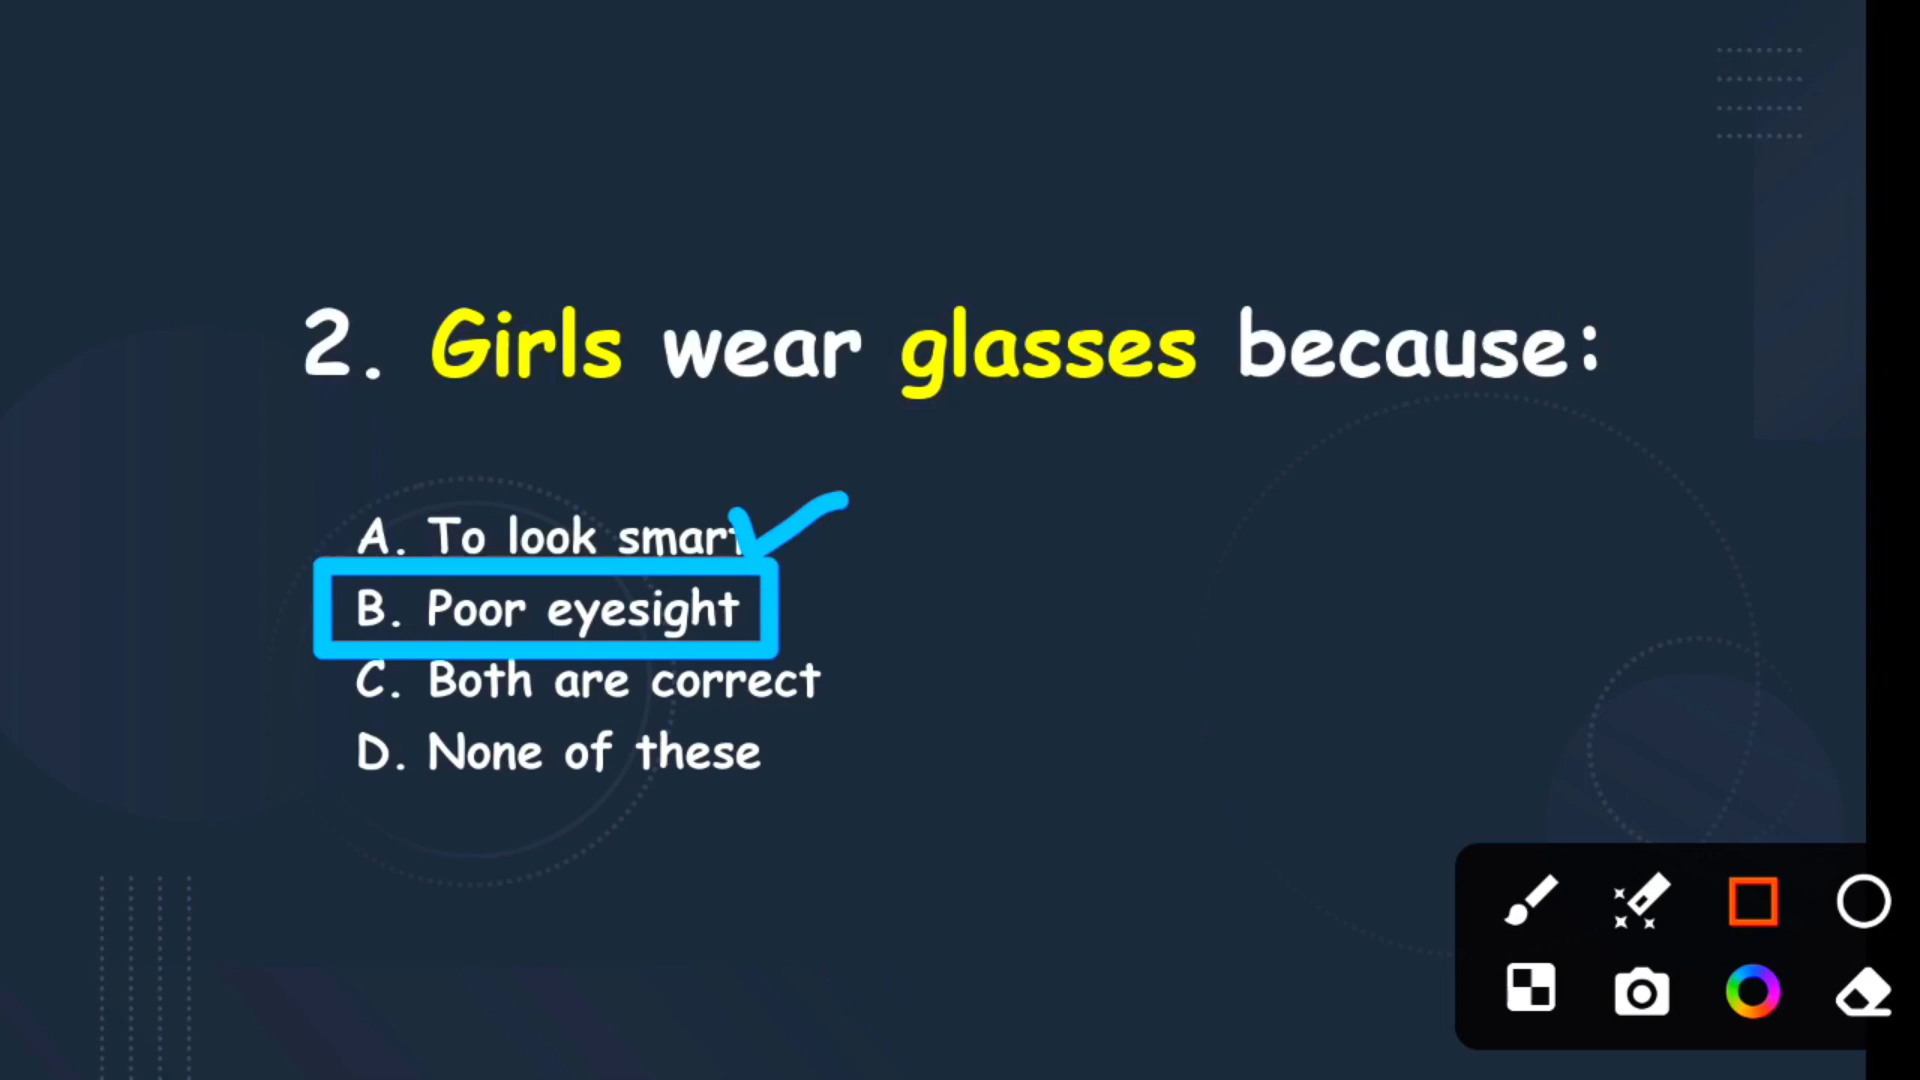 2. Girls wear glasses because:
A. To look smart
B. Poor eyesight
C. Both are correct
D. None of these